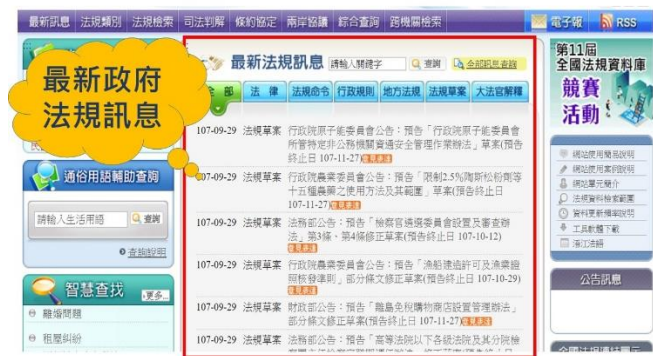 最新訊息 法規類別 法規檢索 司法判解 條約協定 兩岸協議 綜合查詢 跨機關檢索 電子報 RSS
最新政府
法規訊息
最新法規訊息 請輸入關鍵字 查詢 全部訊息查詢
部 法 律 法規命令 行政規則 地方法規 法規草案 大法官解釋
107-09-29 法規草案 行政院原子能委員會公告：預告「行政院原子能委員會
所管特定非公務機關資通安全管理作業辦法」草案(預告
終止日 107-11-27)
107-09-29 法規草案 行政院農業委員會公告：預告「限制2.5%陶斯松粉劑等
十五種農藥之使用方法及其範圍」草案(預告終止日
107-11-27)
107-09-29 法規草案 法務部公告：預告「檢察官遴選委員會設置及審查辦
法」第3條、第4條修正草案(預告終止日 107-10-12)
107-09-29 法規草案 行政院農業委員會公告：預告「漁船建造許可及漁業證
照核發準則」部分條文修正草案(預告終止日 107-10-29)
107-09-29 法規草案 財政部公告：預告「離島免稅購物商店設置管理辦法」
部分條文修正草案(預告終止日 107-11-27)
107-09-29 法規草案 法務部公告：預告「高等法院以下各級法院及其分院檢
通俗用語輔助查詢
請輸入生活用語 查詢
查詢說明
智慧查找 更多...
離婚問題
租屋糾紛
第11屆
全國法規資料庫
競賽
活動
網站使用簡易說明
網站使用案例說明
網站單元簡介
法規資料檢索範圍
資料更新頻率說明
工具軟體下載
溶江法語
公告訊息